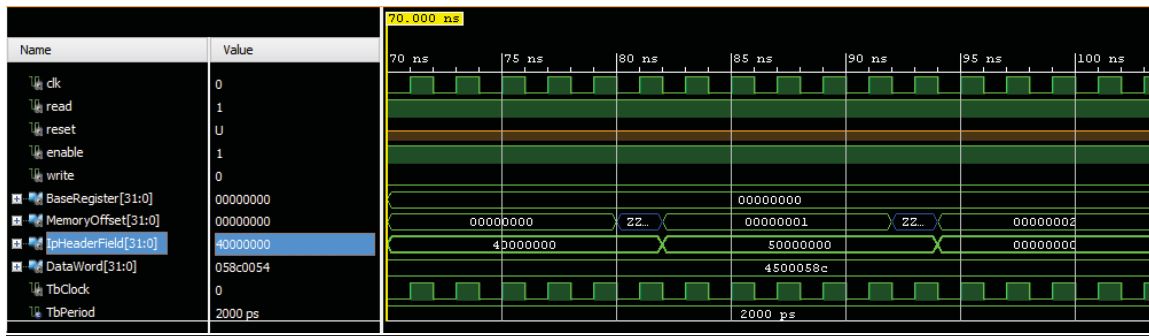 70.000 ns
Name Value
70 ns 75 ns 80 ns 85 ns 90 ns 95 ns 100 ns
clk 0
read 1
reset U
enable 1
write 0
BaseRegister[31:0] 00000000 00000000
MemoryOffset[31:0] 00000000 00000000 ZZ... 00000001 ZZ... 00000002
IpHeaderField[31:0] 40000000 40000000 50000000 00000000
DataWord[31:0] 058c0054 4500058c
TbClock 0
TbPeriod 2000 ps 2000 ps